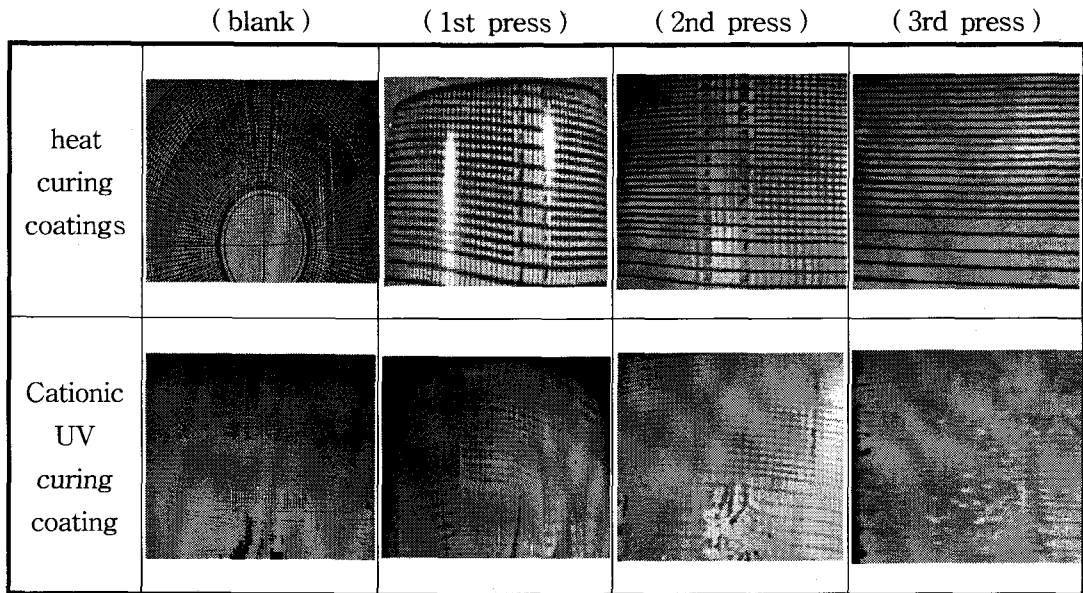 ( blank ) ( 1st press ) ( 2nd press ) ( 3rd press )
heat
curing
coatings
Cationic
UV
curing
coating